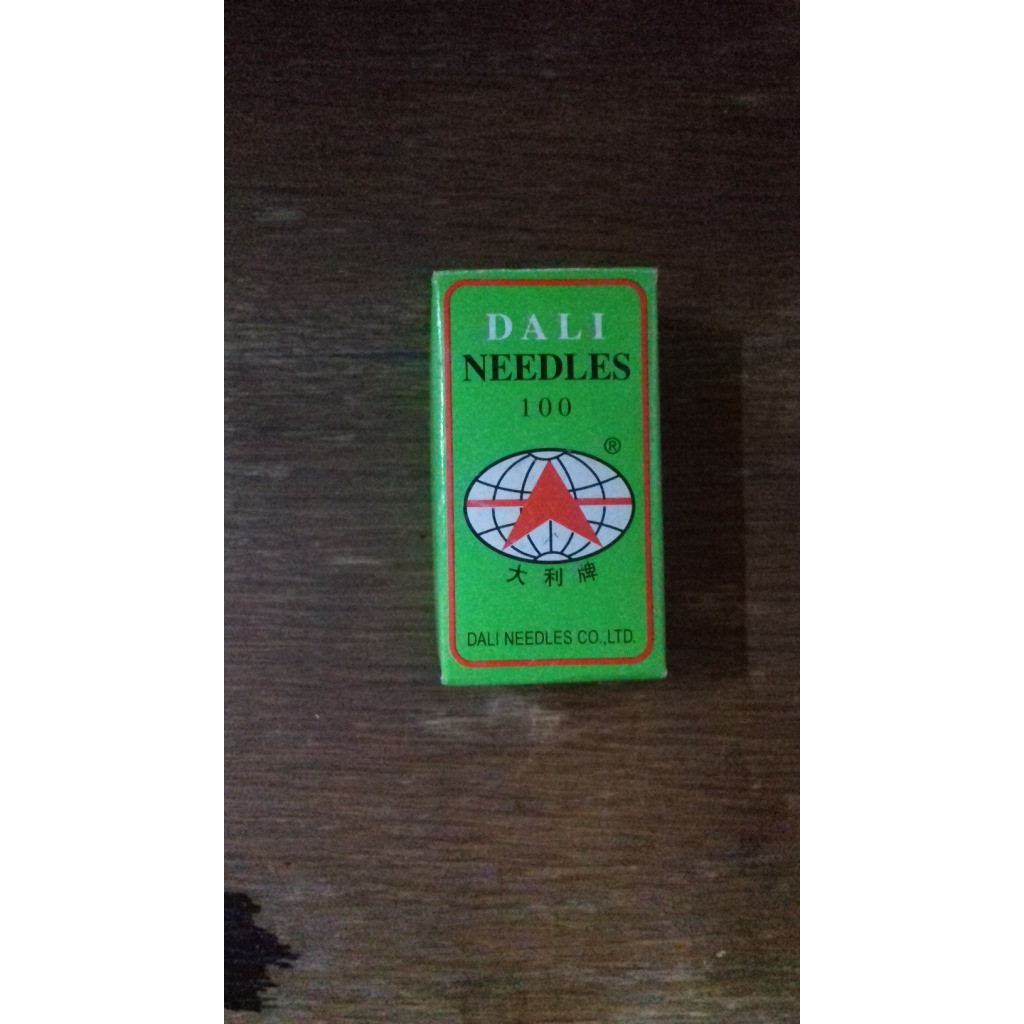 DALI
NEEDLES
100
®
大利牌
DALI NEEDLES CO.,LTD.